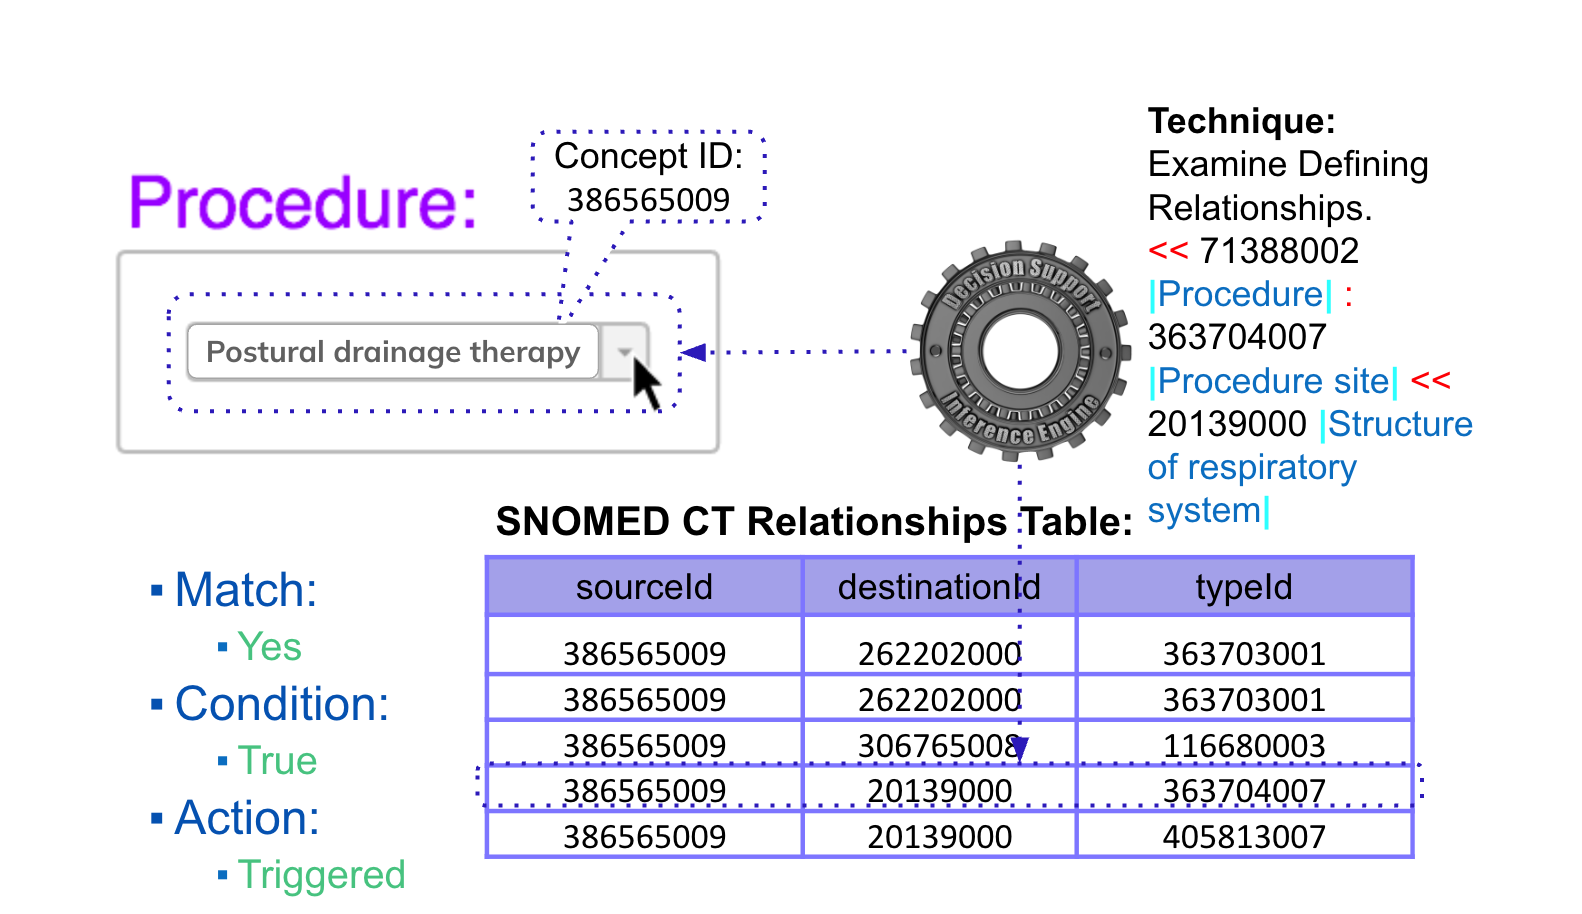 Technique:
Examine Defining
Relationships.
<< 71388002
|Procedure| :
363704007
|Procedure site| <<
20139000 |Structure
of respiratory
system|
Concept ID:
386565009
Procedure:
Postural drainage therapy
Decision Support
Inference Engine
SNOMED CT Relationships Table:
sourceId destinationId typeId
386565009 262202000 363703001
386565009 262202000 363703001
386565009 306765008 116680003
386565009 20139000 363704007
386565009 20139000 405813007
▪ Match:
▪ Yes
▪ Condition:
▪ True
▪ Action:
▪ Triggered